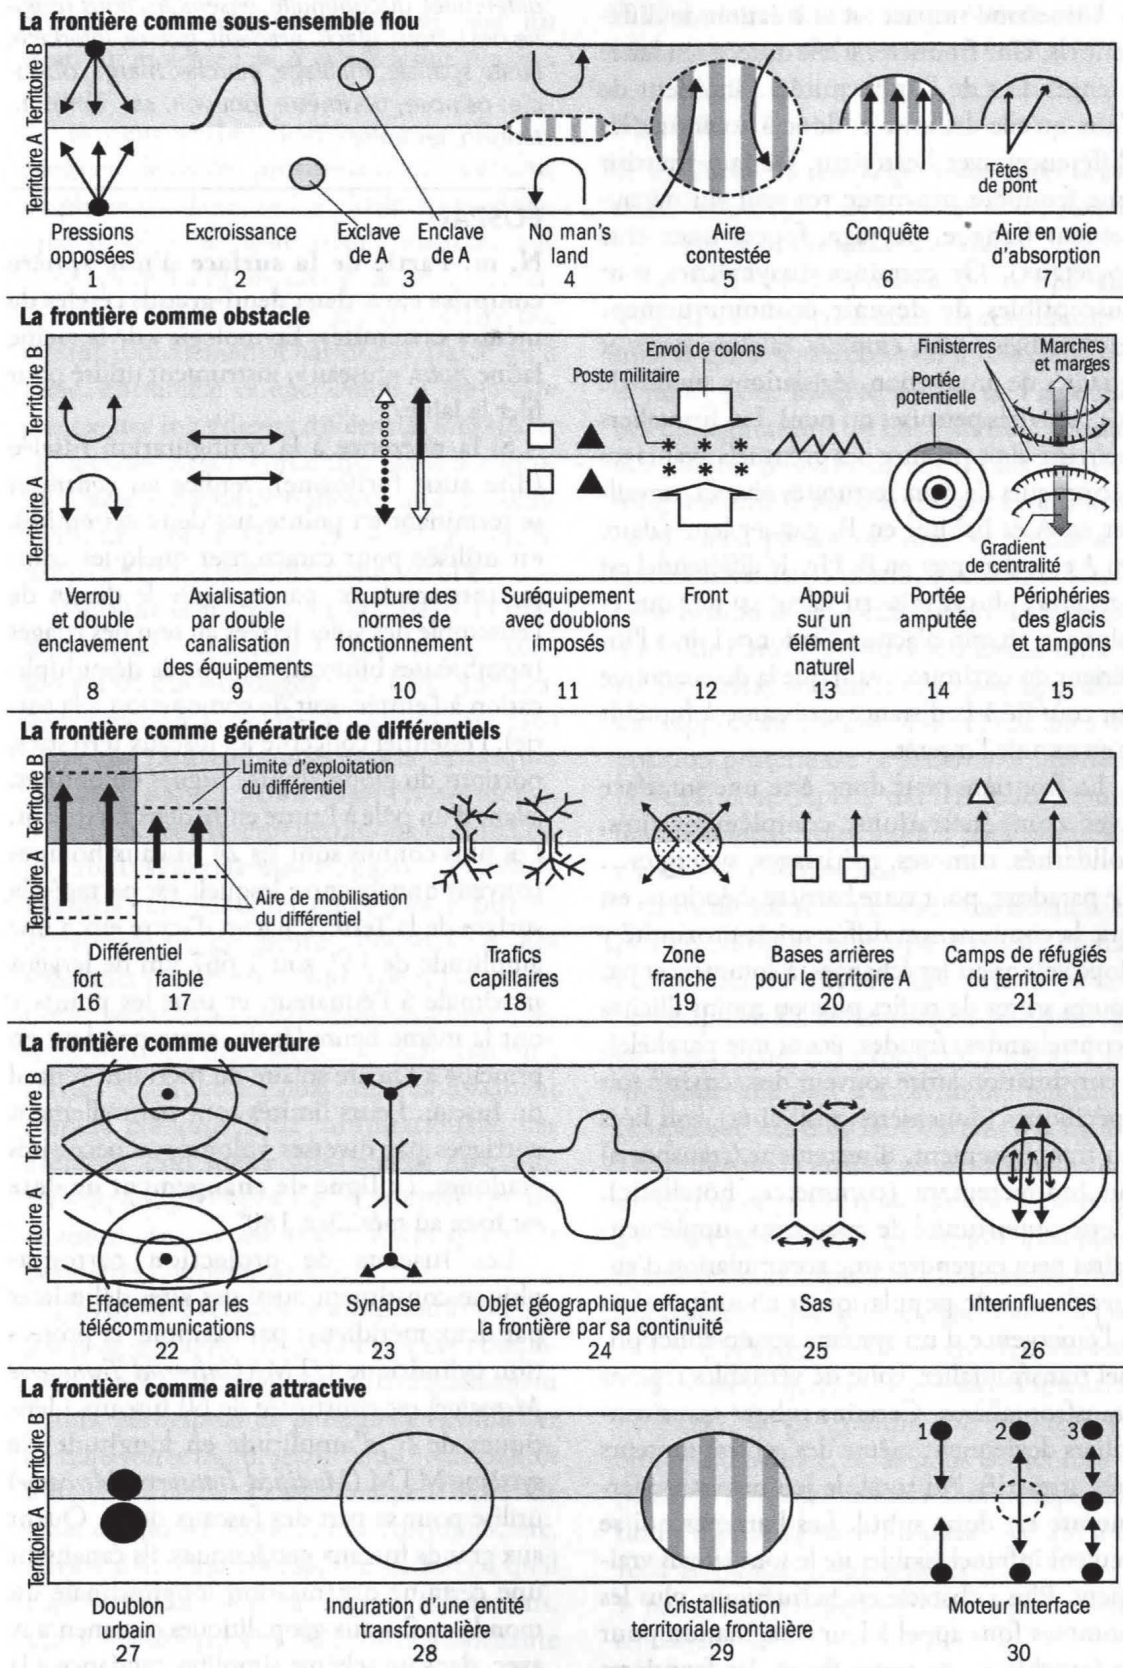 La frontière comme sous-ensemble flou
Territoire B
Territoire A
Têtes
de pont
Pressions
opposées
1
Excroissance
2
Exclave
de A
Enclave
de A
3
No man's
land
4
Aire
contestée
5
Conquête
6
Aire en voie
d'absorption
7
La frontière comme obstacle
Territoire B
Territoire A
Envoi de colons
Poste militaire
Finisterres
Portée
potentielle
Marches
et marges
Gradient
de centralité
Verrou
et double
enclavement
8
Axialisation
par double
canalisation
des équipements
9
Rupture des
normes de
fonctionnement
10
Suréquipement
avec doublons
imposés
11
Front
12
Appui
sur un
élément
naturel
13
Portée
amputée
14
Périphéries
des glacis
et tampons
15
La frontière comme génératrice de différentiels
Territoire B
Territoire A
Limite d'exploitation
du différentiel
Aire de mobilisation
du différentiel
Différentiel
fort faible
16 17
Trafics
capillaires
18
Zone
franche
19
Bases arrières
pour le territoire A
20
Camps de réfugiés
du territoire A
21
La frontière comme ouverture
Territoire B
Territoire A
Effacement par les
télécommunications
22
Synapse
23
Objet géographique effaçant
la frontière par sa continuité
24
Sas
25
Interinfluences
26
La frontière comme aire attractive
Territoire B
Territoire A
1 2 3
Doublon
urbain
27
Induration d'une entité
transfrontalière
28
Cristallisation
territoriale frontalière
29
Moteur Interface
30